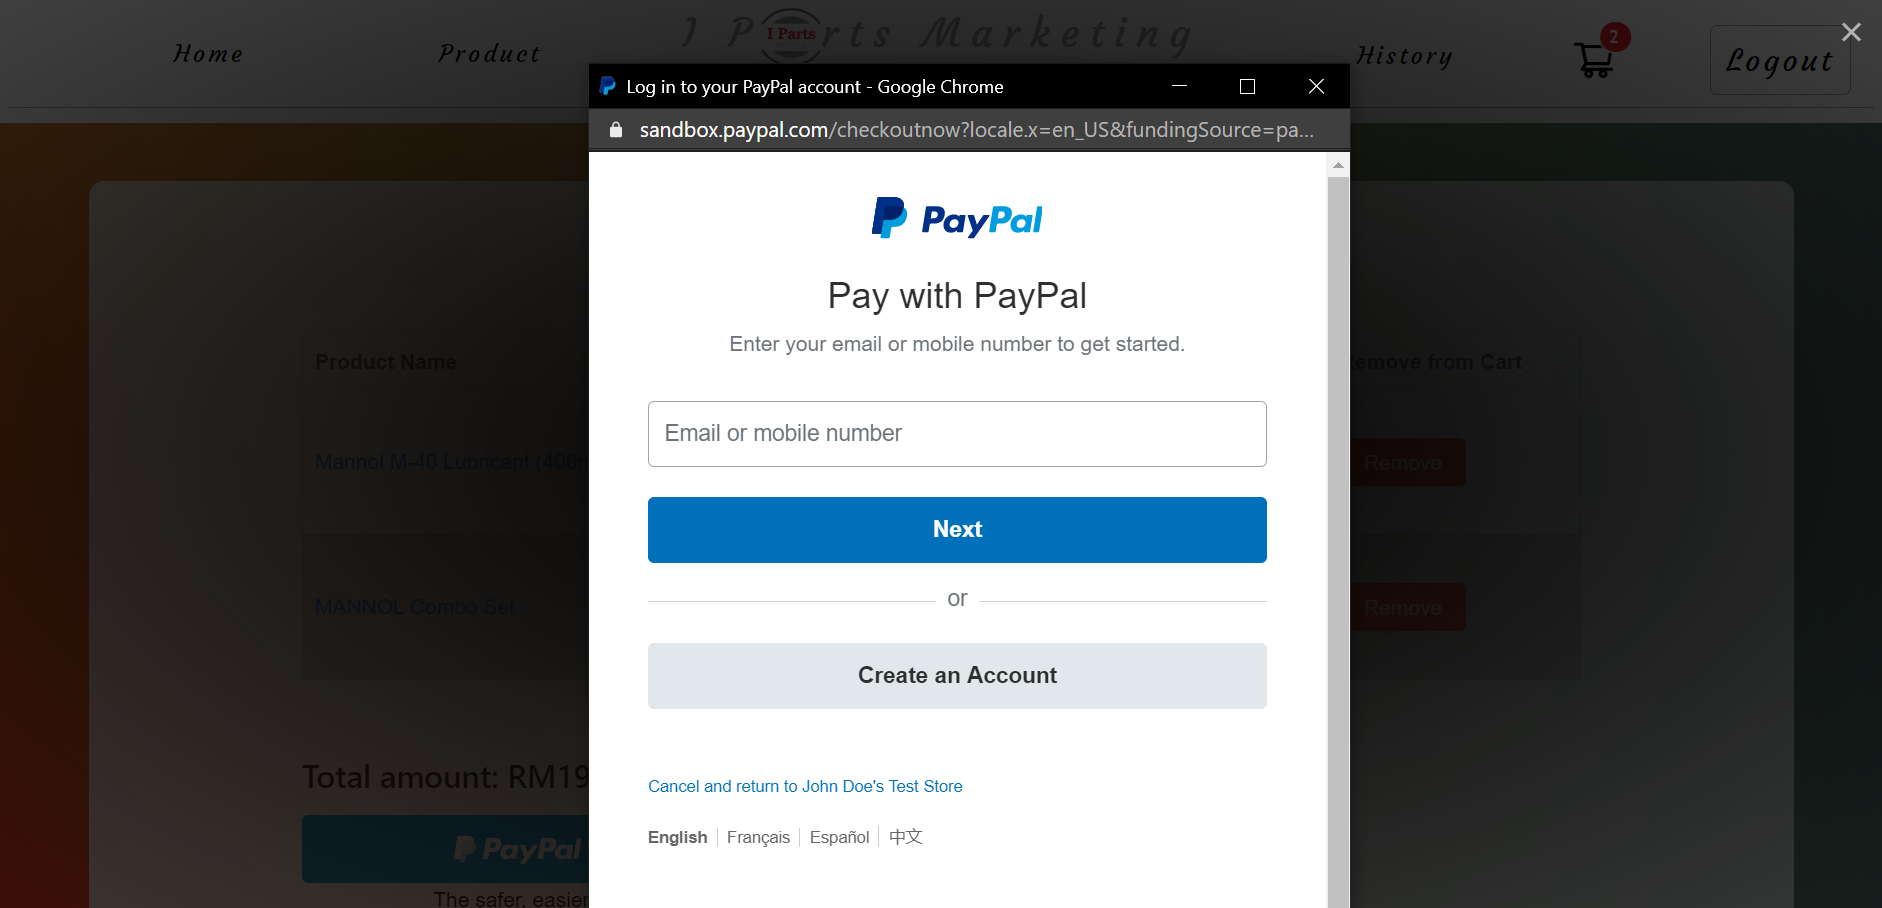 I P rts Marketing
I Parts
Home
Product
History
2
Logout
Log in to your PayPal account - Google Chrome
sandbox.paypal.com/checkoutnow?locale.x=en_US&fundingSource=pa...
PayPal
Pay with PayPal
Enter your email or mobile number to get started.
Email or mobile number
Next
or
Create an Account
Cancel and return to John Doe's Test Store
English Français Español 中文
Product Name
emove from Cart
Mannol M-40 Lubricant (400m
Remove
MANNOL Combo Set
Remove
Total amount: RM19
PayPal
The safer, easier